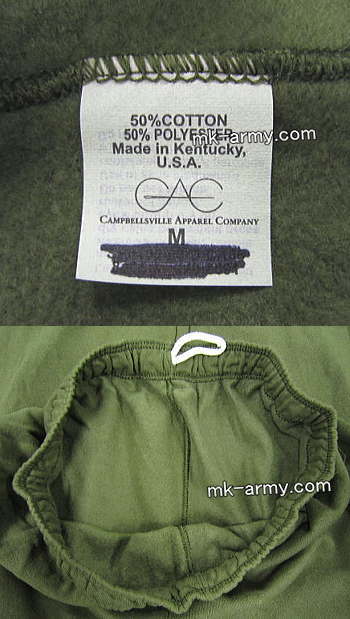 50%COTTON
50% POLYESTER
mk-army.com
Made in Kentucky,
U.S.A.
CAC
CAMPBELLSVILLE APPAREL COMPANY
M
mk-army.com